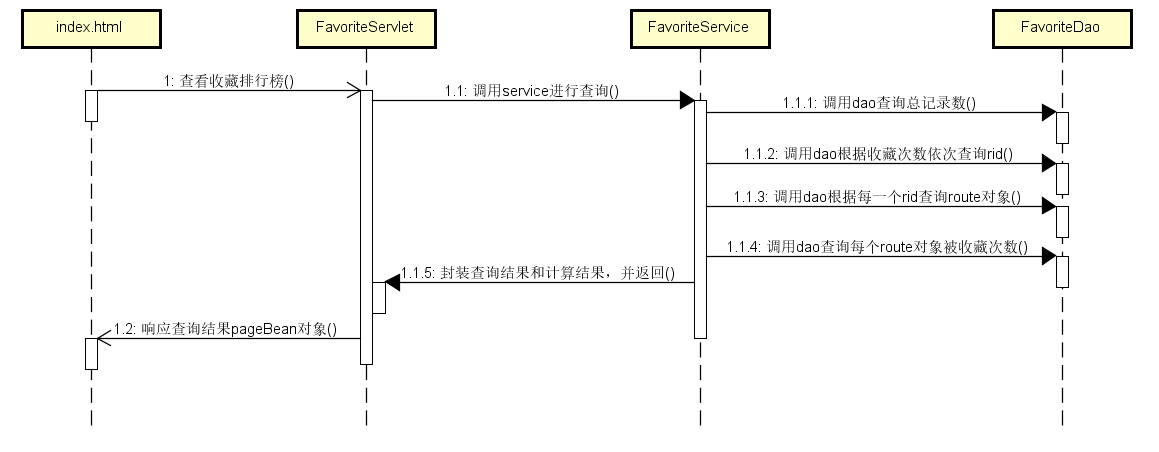 index.html
FavoriteServlet
FavoriteService
FavoriteDao
1: 查看收藏排行榜()
1.1: 调用service进行查询()
1.1.1: 调用dao查询总记录数()
1.1.2: 调用dao根据收藏次数依次查询rid()
1.1.3: 调用dao根据每一个rid查询route对象()
1.1.4: 调用dao查询每个route对象被收藏次数()
1.1.5: 封装查询结果和计算结果，并返回()
1.2: 响应查询结果pageBean对象()